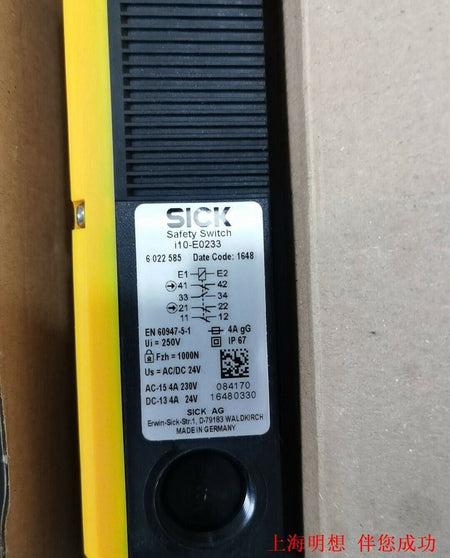 SICK
Safety Switch
i10-E0233
6 022 585 Date Code: 1648
E1 E2
41 42
33 34
21 22
11 12
EN 60947-5-1 4A gG
Ui = 250V IP 67
Fzh = 1000N
Us = AC/DC 24V
AC-15 4A 230V 084170
DC-13 4A 24V 16480330
SICK AG
Erwin-Sick-Str.1, D-79183 WALDKIRCH
MADE IN GERMANY
上海明想 伴您成功